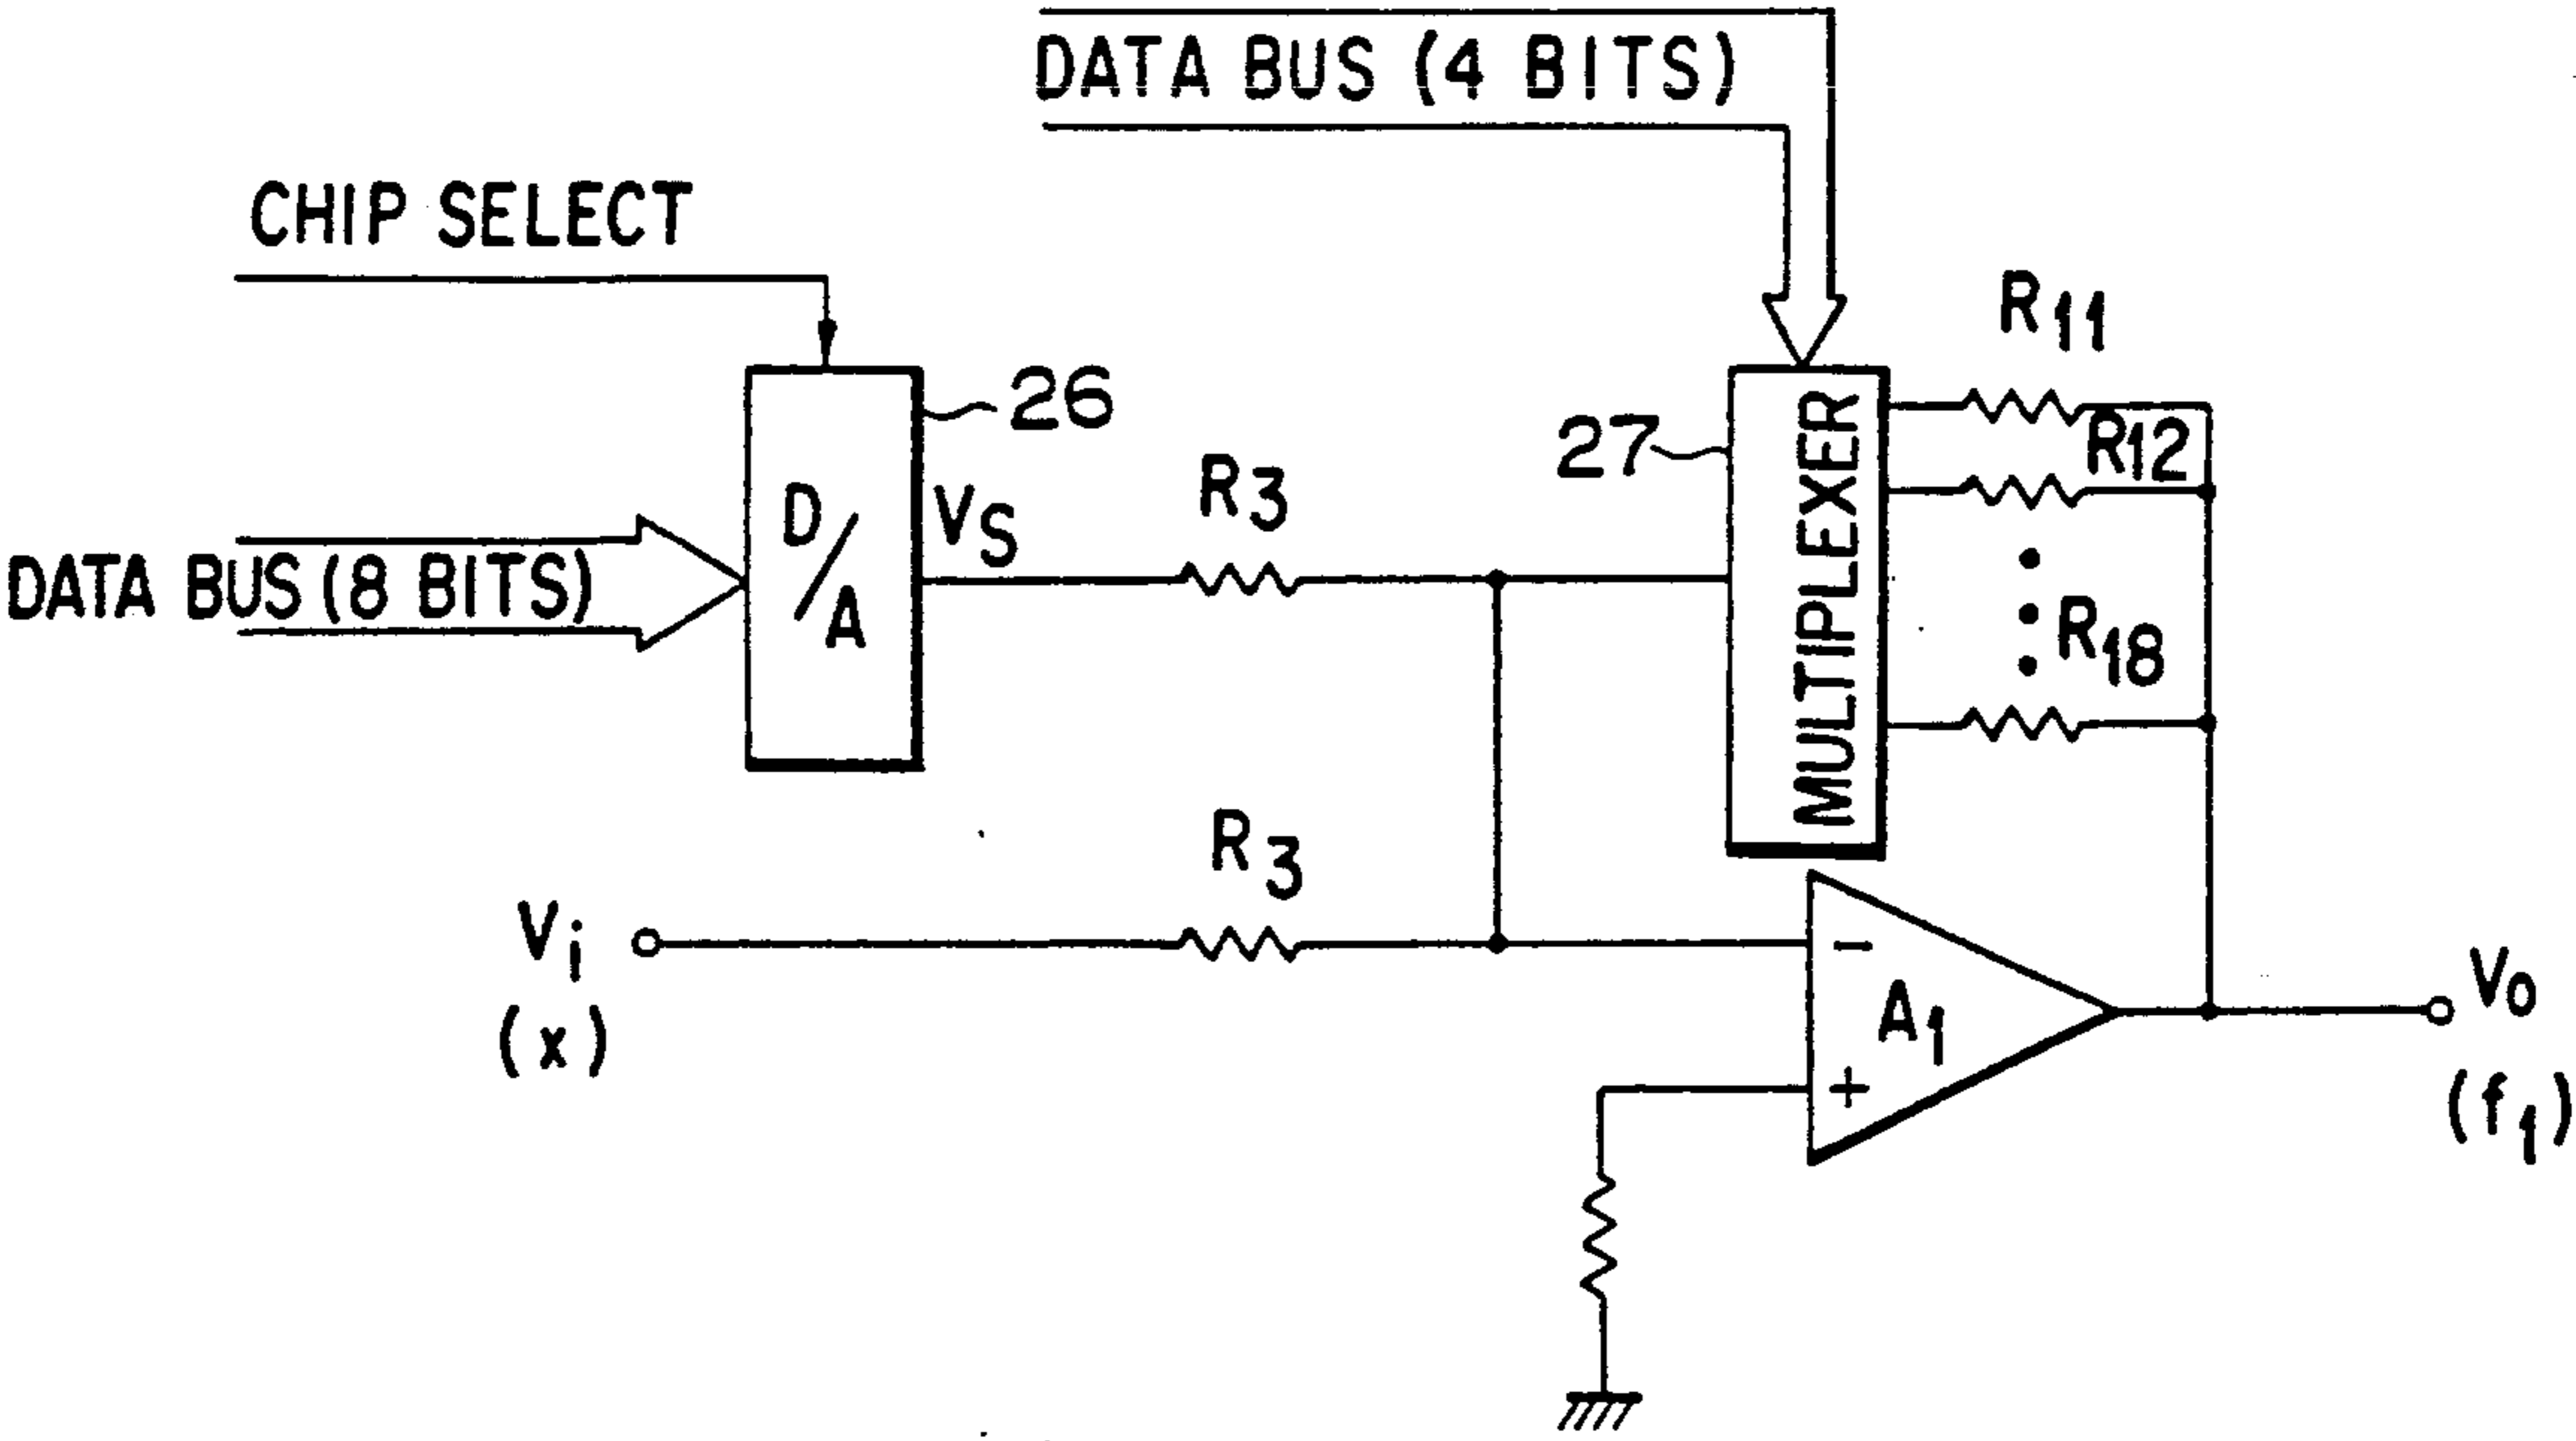 DATA BUS (4 BITS)
CHIP SELECT
R11
26
27
R12
R3
VS
D/A
DATA BUS (8 BITS)
MULTIPLEXER
R18
R3
Vi
(x)
−
A1
+
Vo
(f1)